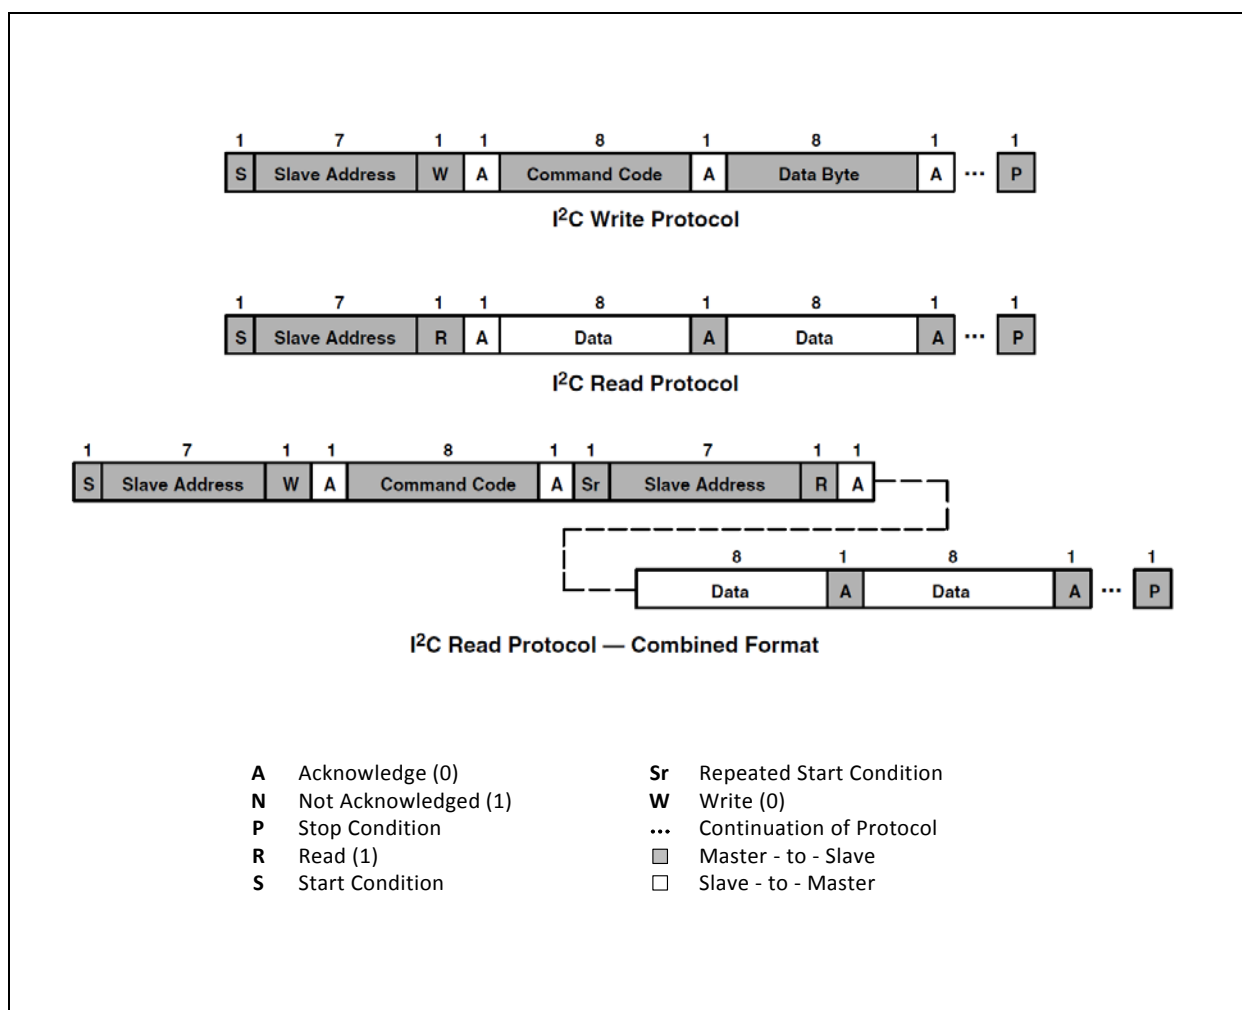 1 7 1 1 8 1 8 1 1
S Slave Address W A Command Code A Data Byte A ... P
I²C Write Protocol
1 7 1 1 8 1 8 1 1
S Slave Address R A Data A Data A ... P
I²C Read Protocol
1 7 1 1 8 1 1 7 1 1
S Slave Address W A Command Code A Sr Slave Address R A
8 1 8 1 1
Data A Data A ... P
I²C Read Protocol — Combined Format
A Acknowledge (0)
N Not Acknowledged (1)
P Stop Condition
R Read (1)
S Start Condition
Sr Repeated Start Condition
W Write (0)
... Continuation of Protocol
Master - to - Slave
Slave - to - Master